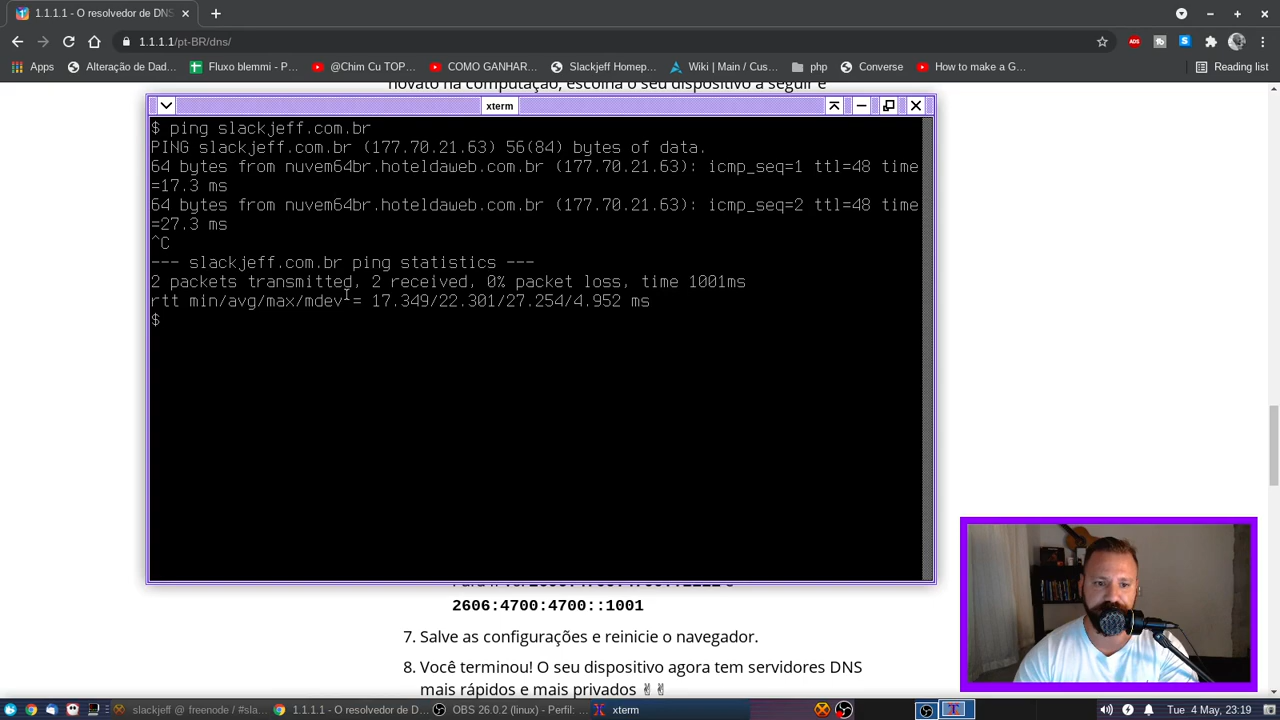 1.1.1.1 - O resolvedor de DNS
1.1.1.1/pt-BR/dns/
Apps
Alteração de Dad...
Fluxo blemmi - P...
@Chim Cu TOP...
COMO GANHAR...
Slackjeff Homep...
Wiki | Main / Cus...
php
Converse
How to make a G...
Reading list
novato na computação, escolha o seu dispositivo a seguir e
xterm
$ ping slackjeff.com.br
PING slackjeff.com.br (177.70.21.63) 56(84) bytes of data.
64 bytes from nuvem64br.hoteldaweb.com.br (177.70.21.63): icmp_seq=1 ttl=48 time
=17.3 ms
64 bytes from nuvem64br.hoteldaweb.com.br (177.70.21.63): icmp_seq=2 ttl=48 time
=27.3 ms
^C
--- slackjeff.com.br ping statistics ---
2 packets transmitted, 2 received, 0% packet loss, time 1001ms
rtt min/avg/max/mdev = 17.349/22.301/27.254/4.952 ms
$
2606:4700:4700::1001
7. Salve as configurações e reinicie o navegador.
8. Você terminou! O seu dispositivo agora tem servidores DNS
mais rápidos e mais privados ✌✌
slackjeff @ freenode / #sla...
1.1.1.1 - O resolvedor de D...
OBS 26.0.2 (linux) - Perfil:...
xterm
Tue, 4 May, 23:19